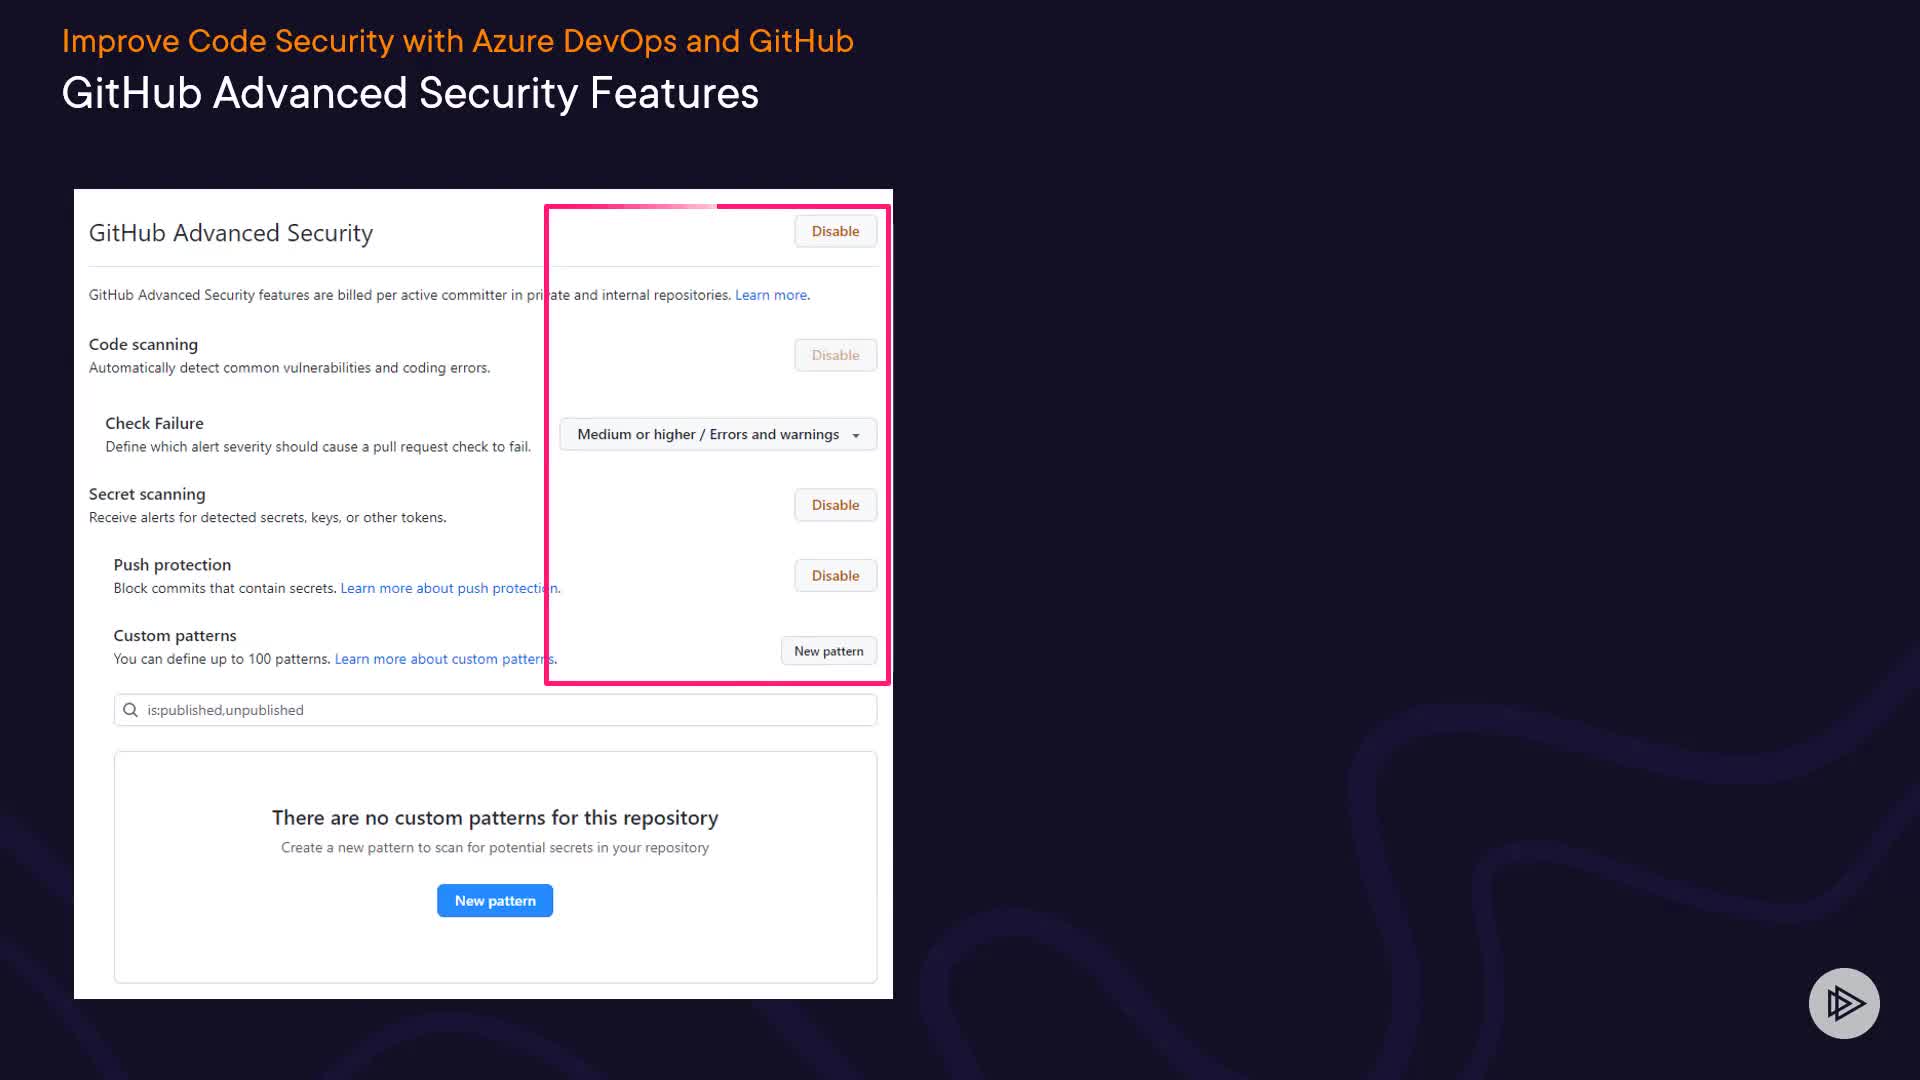 Improve Code Security with Azure DevOps and GitHub
GitHub Advanced Security Features
GitHub Advanced Security
Disable
GitHub Advanced Security features are billed per active committer in private and internal repositories. Learn more.
Code scanning
Disable
Automatically detect common vulnerabilities and coding errors.
Check Failure
Medium or higher / Errors and warnings
Define which alert severity should cause a pull request check to fail.
Secret scanning
Disable
Receive alerts for detected secrets, keys, or other tokens.
Push protection
Disable
Block commits that contain secrets. Learn more about push protection.
Custom patterns
New pattern
You can define up to 100 patterns. Learn more about custom patterns.
is:published,unpublished
There are no custom patterns for this repository
Create a new pattern to scan for potential secrets in your repository
New pattern